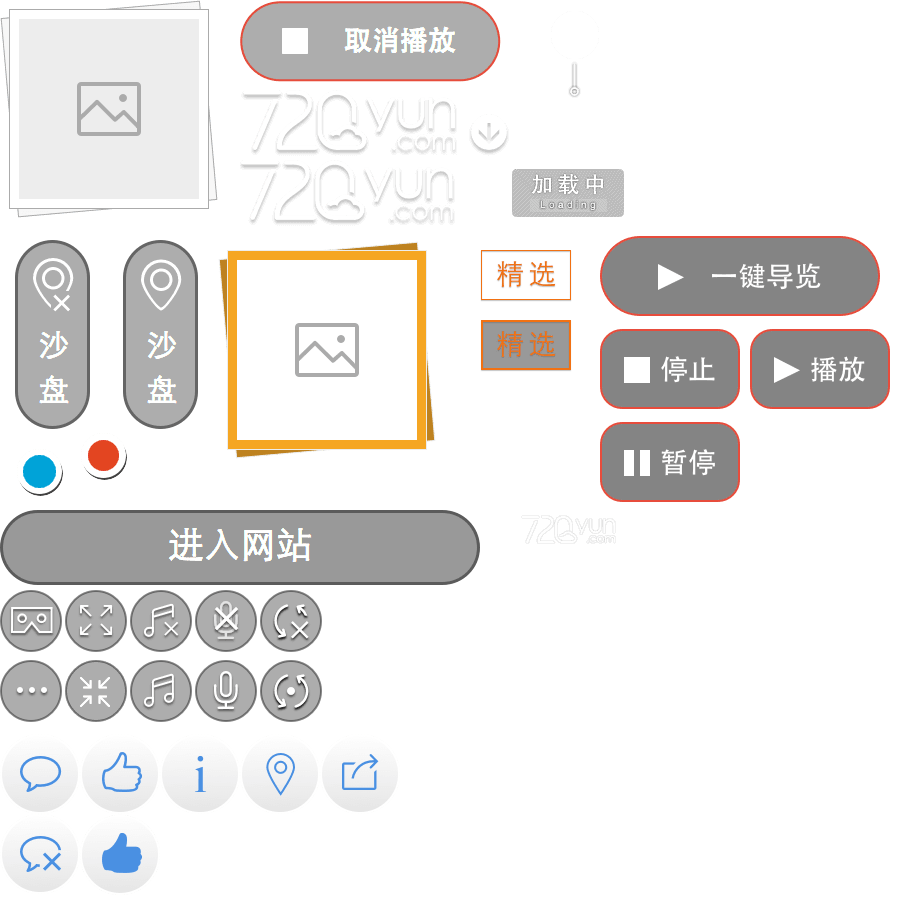 取消播放
720yun
.com
720yun
.com
加载中
Loading
沙
盘
沙
盘
精选
精选
一键导览
停止
播放
暂停
进入网站
720yun
.com
i